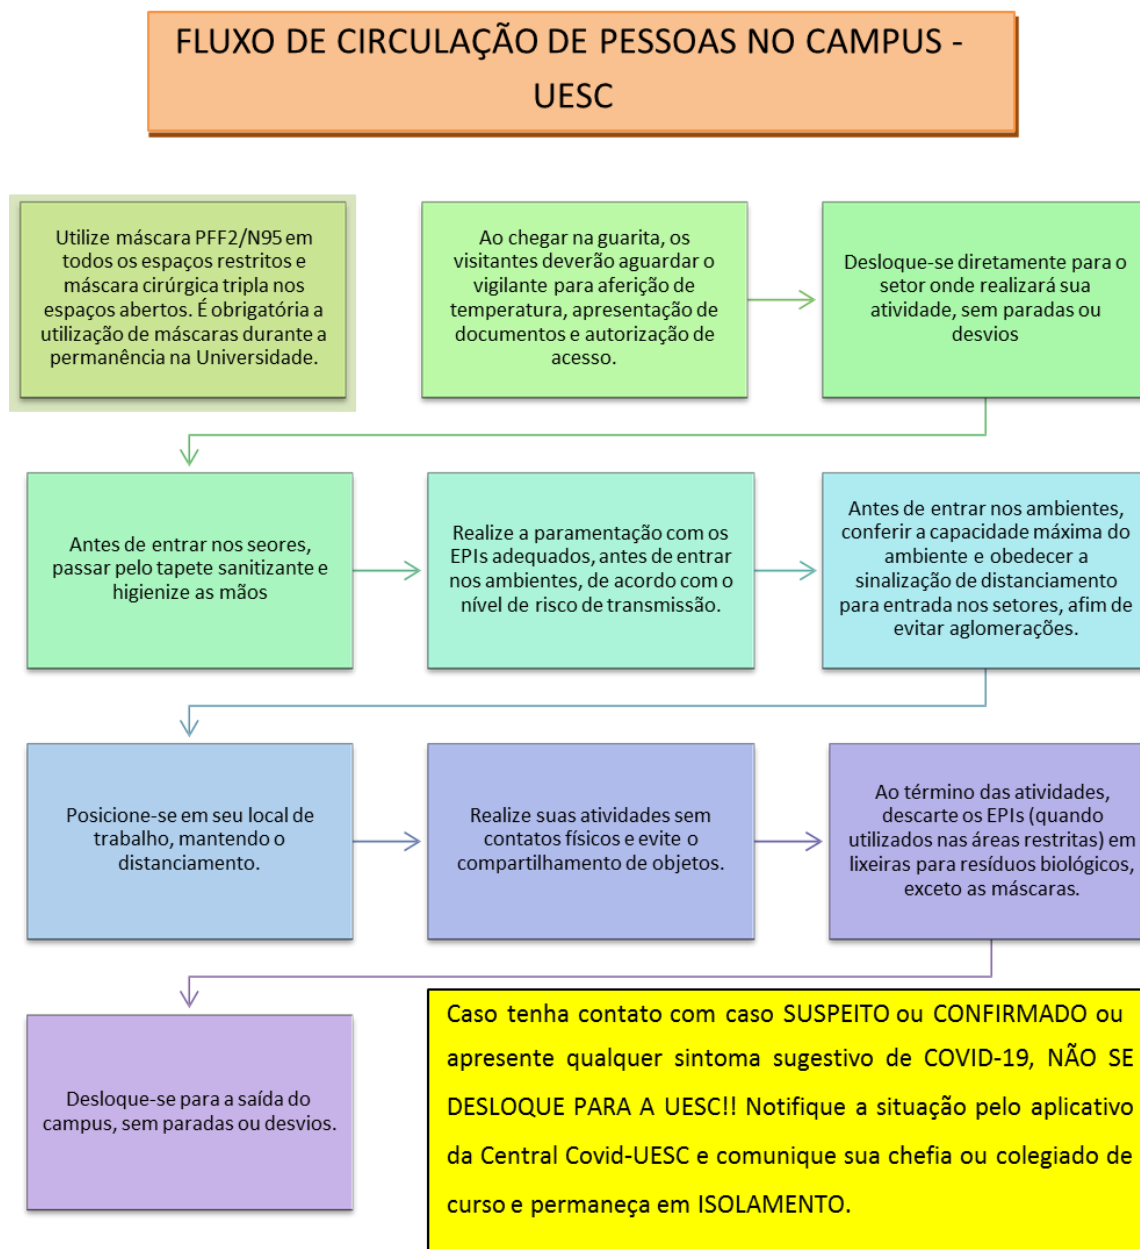 FLUXO DE CIRCULAÇÃO DE PESSOAS NO CAMPUS -
UESC
Utilize máscara PFF2/N95 em
todos os espaços restritos e
máscara cirúrgica tripla nos
espaços abertos. É obrigatória a
utilização de máscaras durante a
permanência na Universidade.
Ao chegar na guarita, os
visitantes deverão aguardar o
vigilante para aferição de
temperatura, apresentação de
documentos e autorização de
acesso.
Desloque-se diretamente para o
setor onde realizará sua
atividade, sem paradas ou
desvios
Antes de entrar nos seores,
passar pelo tapete sanitizante e
higienize as mãos
Realize a paramentação com os
EPIs adequados, antes de entrar
nos ambientes, de acordo com o
nível de risco de transmissão.
Antes de entrar nos ambientes,
conferir a capacidade máxima do
ambiente e obedecer a
sinalização de distanciamento
para entrada nos setores, afim de
evitar aglomerações.
Posicione-se em seu local de
trabalho, mantendo o
distanciamento.
Realize suas atividades sem
contatos físicos e evite o
compartilhamento de objetos.
Ao término das atividades,
descarte os EPIs (quando
utilizados nas áreas restritas) em
lixeiras para resíduos biológicos,
exceto as máscaras.
Desloque-se para a saída do
campus, sem paradas ou desvios.
Caso tenha contato com caso SUSPEITO ou CONFIRMADO ou
apresente qualquer sintoma sugestivo de COVID-19, NÃO SE
DESLOQUE PARA A UESC!! Notifique a situação pelo aplicativo
da Central Covid-UESC e comunique sua chefia ou colegiado de
curso e permaneça em ISOLAMENTO.